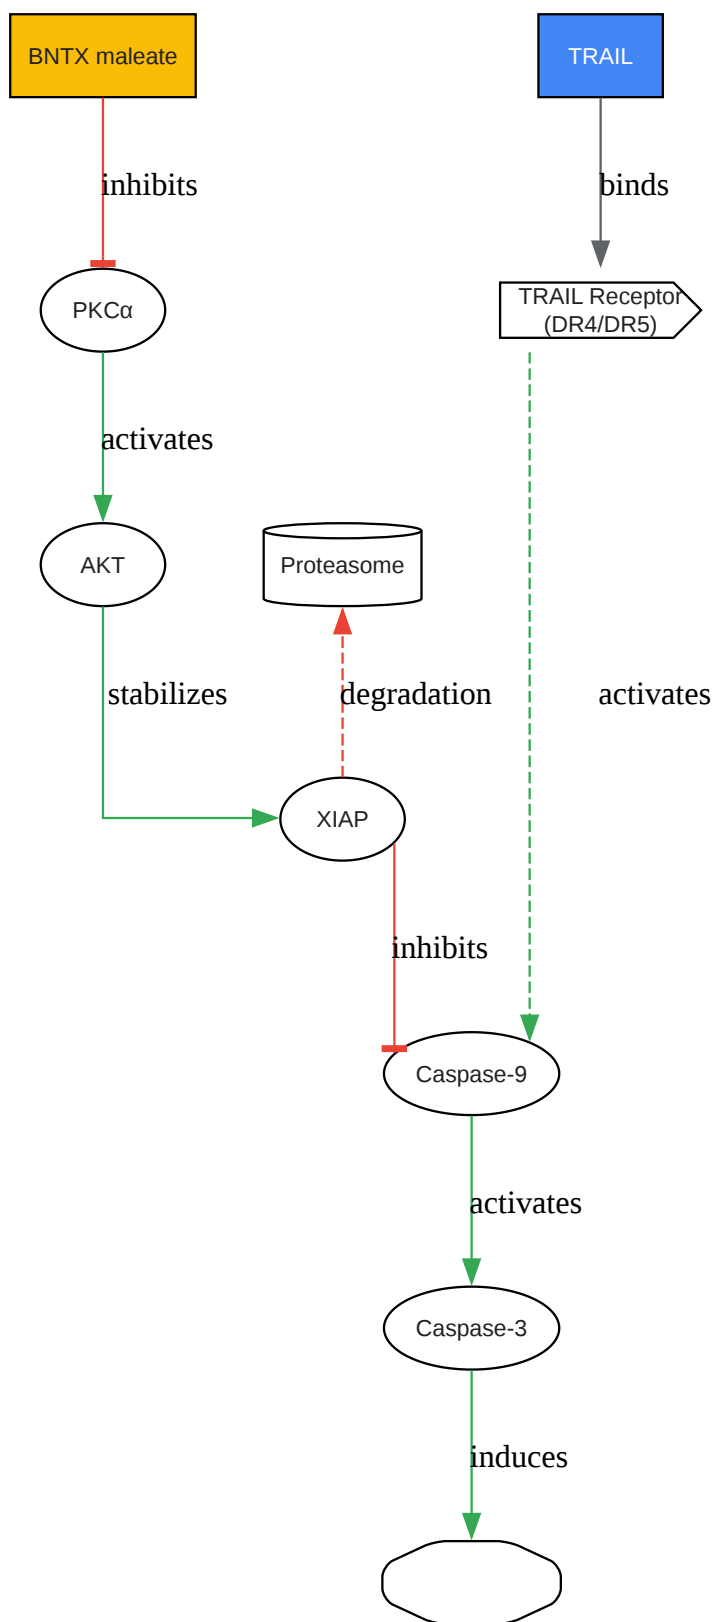 BNTX maleate
TRAIL
inhibits
binds
PKCα
TRAIL Receptor
(DR4/DR5)
activates
AKT
Proteasome
stabilizes
degradation
activates
XIAP
inhibits
Caspase-9
activates
Caspase-3
induces